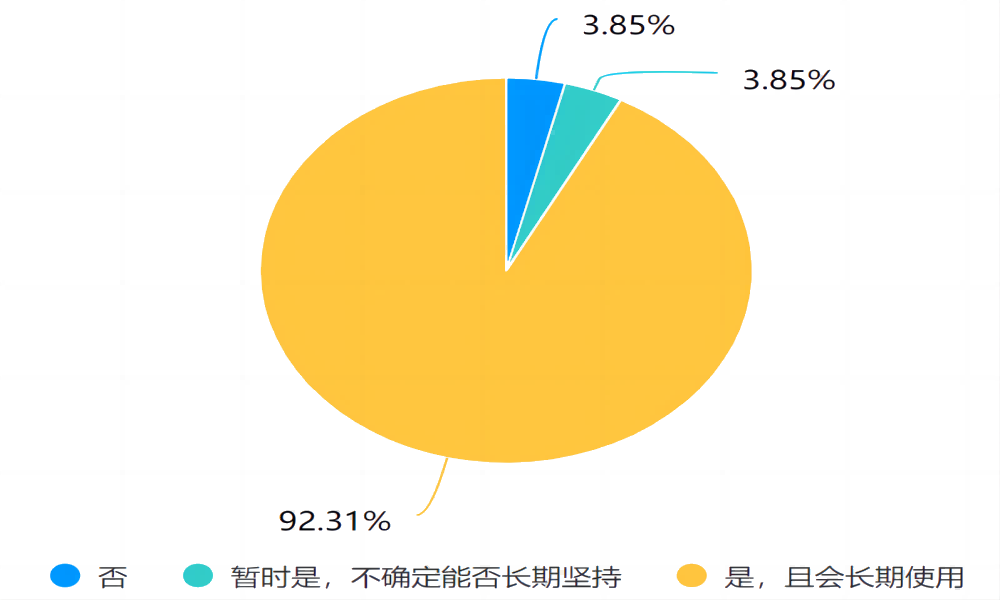 3.85%
3.85%
92.31%
否
暂时是，不确定能否长期坚持
是，且会长期使用